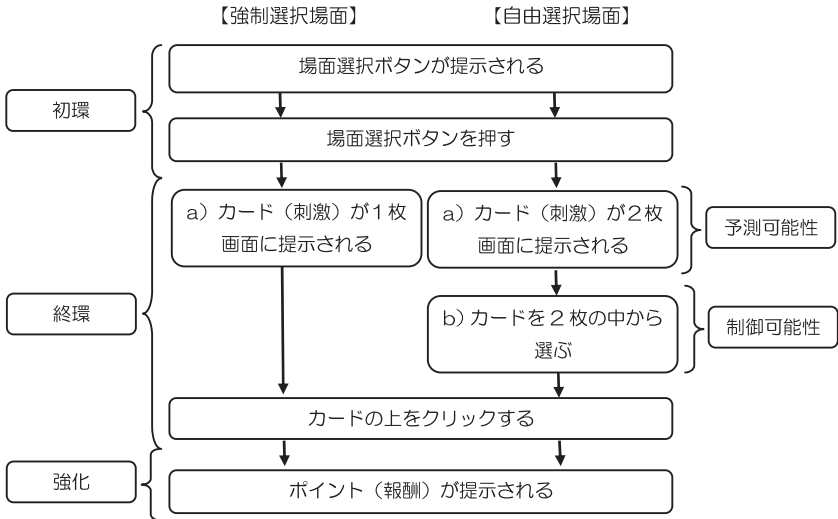 【強制選択場面】
【自由選択場面】
場面選択ボタンが提示される
初環
場面選択ボタンを押す
a）カード（刺激）が１枚
画面に提示される
a）カード（刺激）が２枚
画面に提示される
予測可能性
終環
b）カードを２枚の中から
選ぶ
制御可能性
カードの上をクリックする
強化
ポイント（報酬）が提示される